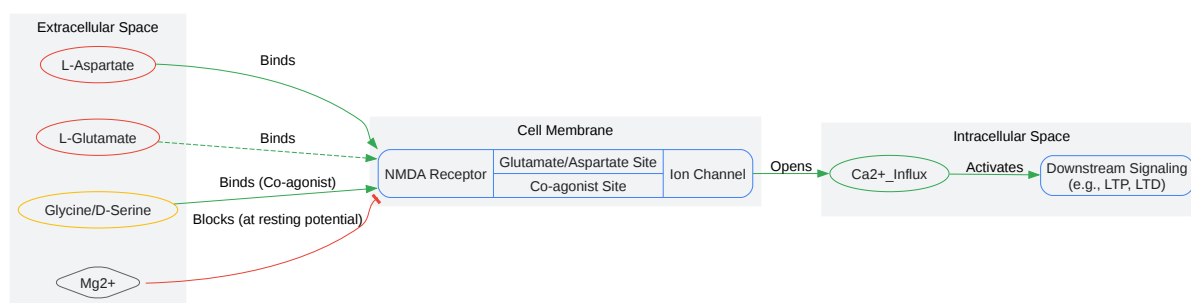 Extracellular Space
L-Aspartate
Binds
L-Glutamate
Binds
Glycine/D-Serine
Binds (Co-agonist)
Blocks (at resting potential)
Mg2+
Cell Membrane
NMDA Receptor
Glutamate/Aspartate Site
Co-agonist Site
Ion Channel
Opens
Intracellular Space
Ca2+_Influx
Activates
Downstream Signaling
(e.g., LTP, LTD)